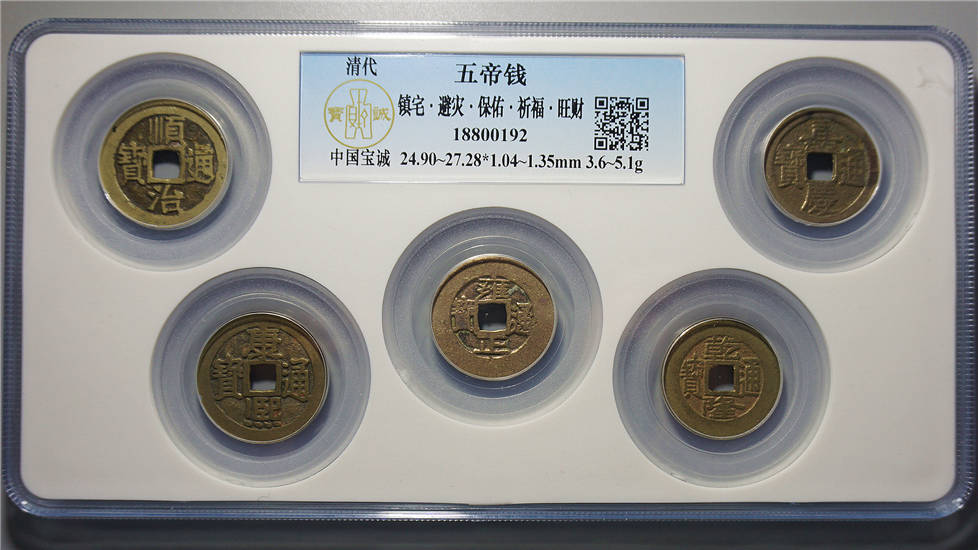 清代 五帝钱
寶誠
镇宅·避灾·保佑·祈福·旺财
18800192
中国宝诚 24.90~27.28*1.04~1.35mm 3.6~5.1g
順治通寶
嘉慶通寶
康熙通寶
雍正通寶
乾隆通寶